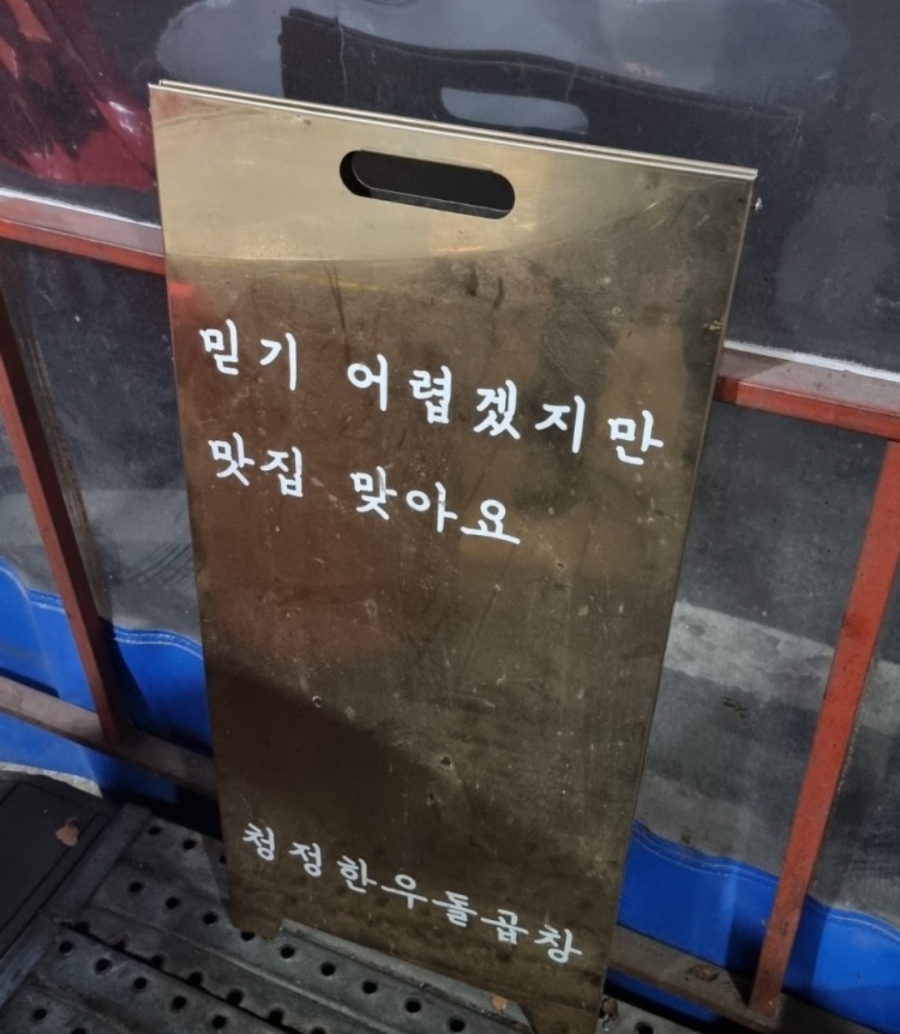 믿기 어렵겠지만
맛집 맞아요
청정한우돌곱창